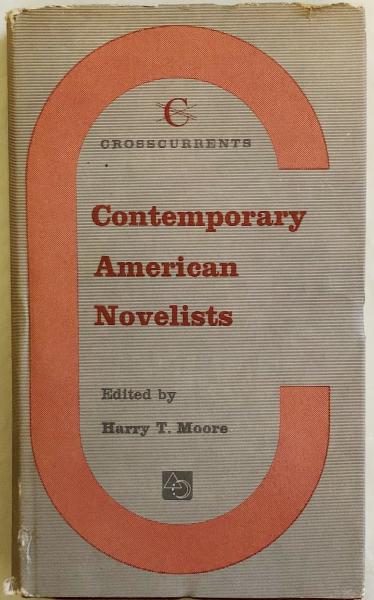 C
CROSSCURRENTS
Contemporary
American
Novelists
Edited by
Harry T. Moore